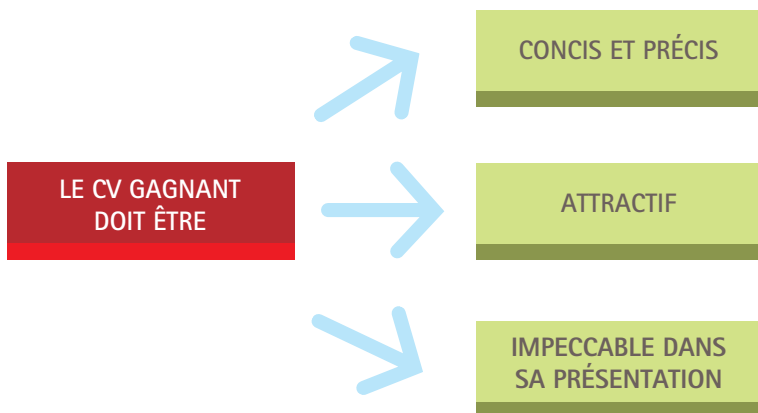 LE CV GAGNANT
DOIT ÊTRE
CONCIS ET PRÉCIS
ATTRACTIF
IMPECCABLE DANS
SA PRÉSENTATION